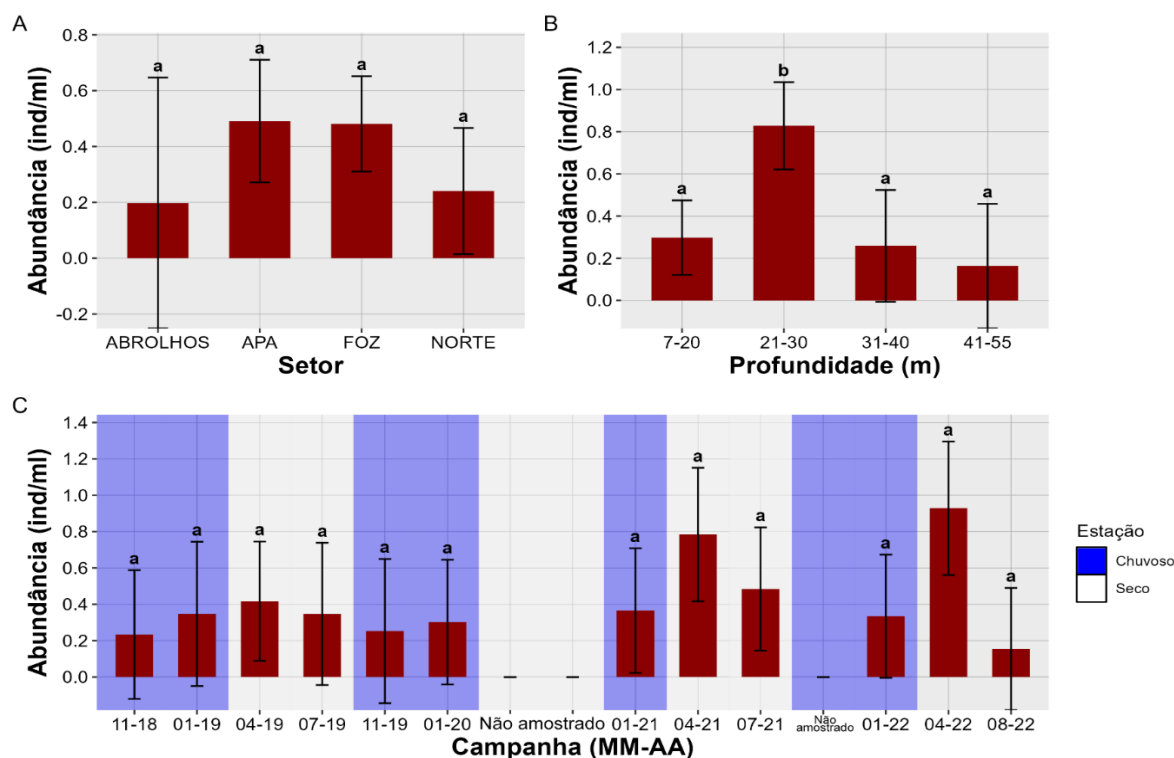 A
Abundância (ind/ml)
0.8
0.6
0.4
0.2
0.0
-0.2
a
a
a
a
ABROLHOS APA FOZ NORTE
Setor
B
Abundância (ind/ml)
1.2
1.0
0.8
0.6
0.4
0.2
0.0
a
b
a
a
7-20 21-30 31-40 41-55
Profundidade (m)
C
Abundância (ind/ml)
1.4
1.2
1.0
0.8
0.6
0.4
0.2
0.0
a
a
a
a
a
a
a
a
a
a
a
a
11-18 01-19 04-19 07-19 11-19 01-20 Não amostrado 01-21 04-21 07-21 Não amostrado 01-22 04-22 08-22
Campanha (MM-AA)
Estação
Chuvoso
Seco